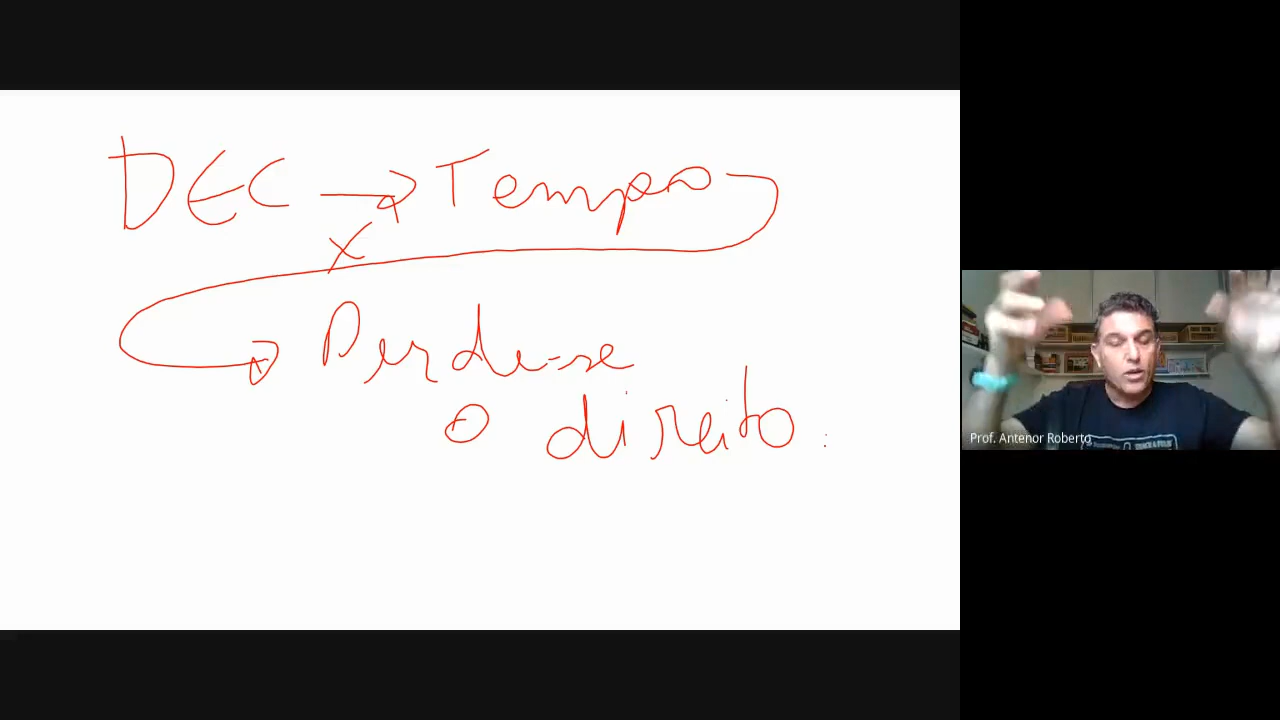 DEC → Tempo
X
Perde-se
o direito.
Prof. Antenor Roberto